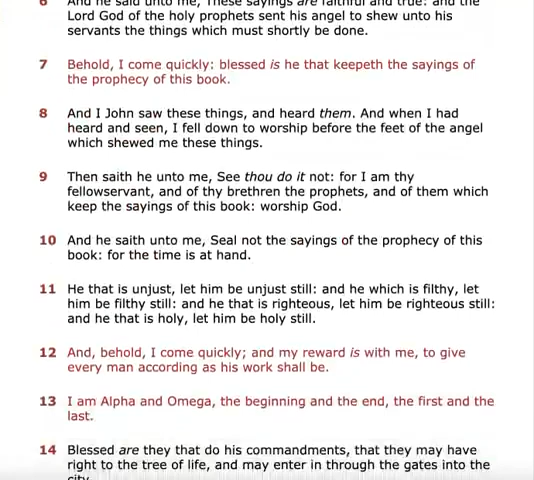 6 And he said unto me, These sayings are faithful and true: and the
Lord God of the holy prophets sent his angel to shew unto his
servants the things which must shortly be done.
7 Behold, I come quickly: blessed is he that keepeth the sayings of
the prophecy of this book.
8 And I John saw these things, and heard them. And when I had
heard and seen, I fell down to worship before the feet of the angel
which shewed me these things.
9 Then saith he unto me, See thou do it not: for I am thy
fellowservant, and of thy brethren the prophets, and of them which
keep the sayings of this book: worship God.
10 And he saith unto me, Seal not the sayings of the prophecy of this
book: for the time is at hand.
11 He that is unjust, let him be unjust still: and he which is filthy, let
him be filthy still: and he that is righteous, let him be righteous still:
and he that is holy, let him be holy still.
12 And, behold, I come quickly; and my reward is with me, to give
every man according as his work shall be.
13 I am Alpha and Omega, the beginning and the end, the first and the
last.
14 Blessed are they that do his commandments, that they may have
right to the tree of life, and may enter in through the gates into the
city.